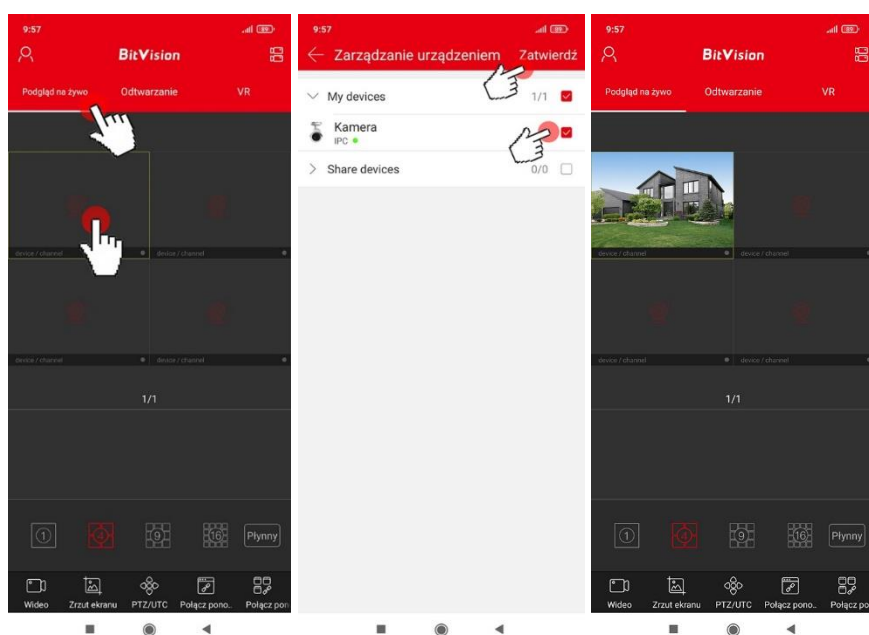 9:57
89
BitVision
Podgląd na żywo Odtwarzanie VR
device / channel device / channel
device / channel device / channel
1/1
1 4 9 16 Płynny
Wideo Zrzut ekranu PTZ/UTC Połącz pono.. Połącz pon
9:57
89
Zarządzanie urządzeniem Zatwierdź
My devices 1/1
Kamera
IPC
Share devices 0/0
9:57
89
BitVision
Podgląd na żywo Odtwarzanie VR
device / channel device / channel
device / channel device / channel
1/1
1 4 9 16 Płynny
Wideo Zrzut ekranu PTZ/UTC Połącz pono.. Połącz po